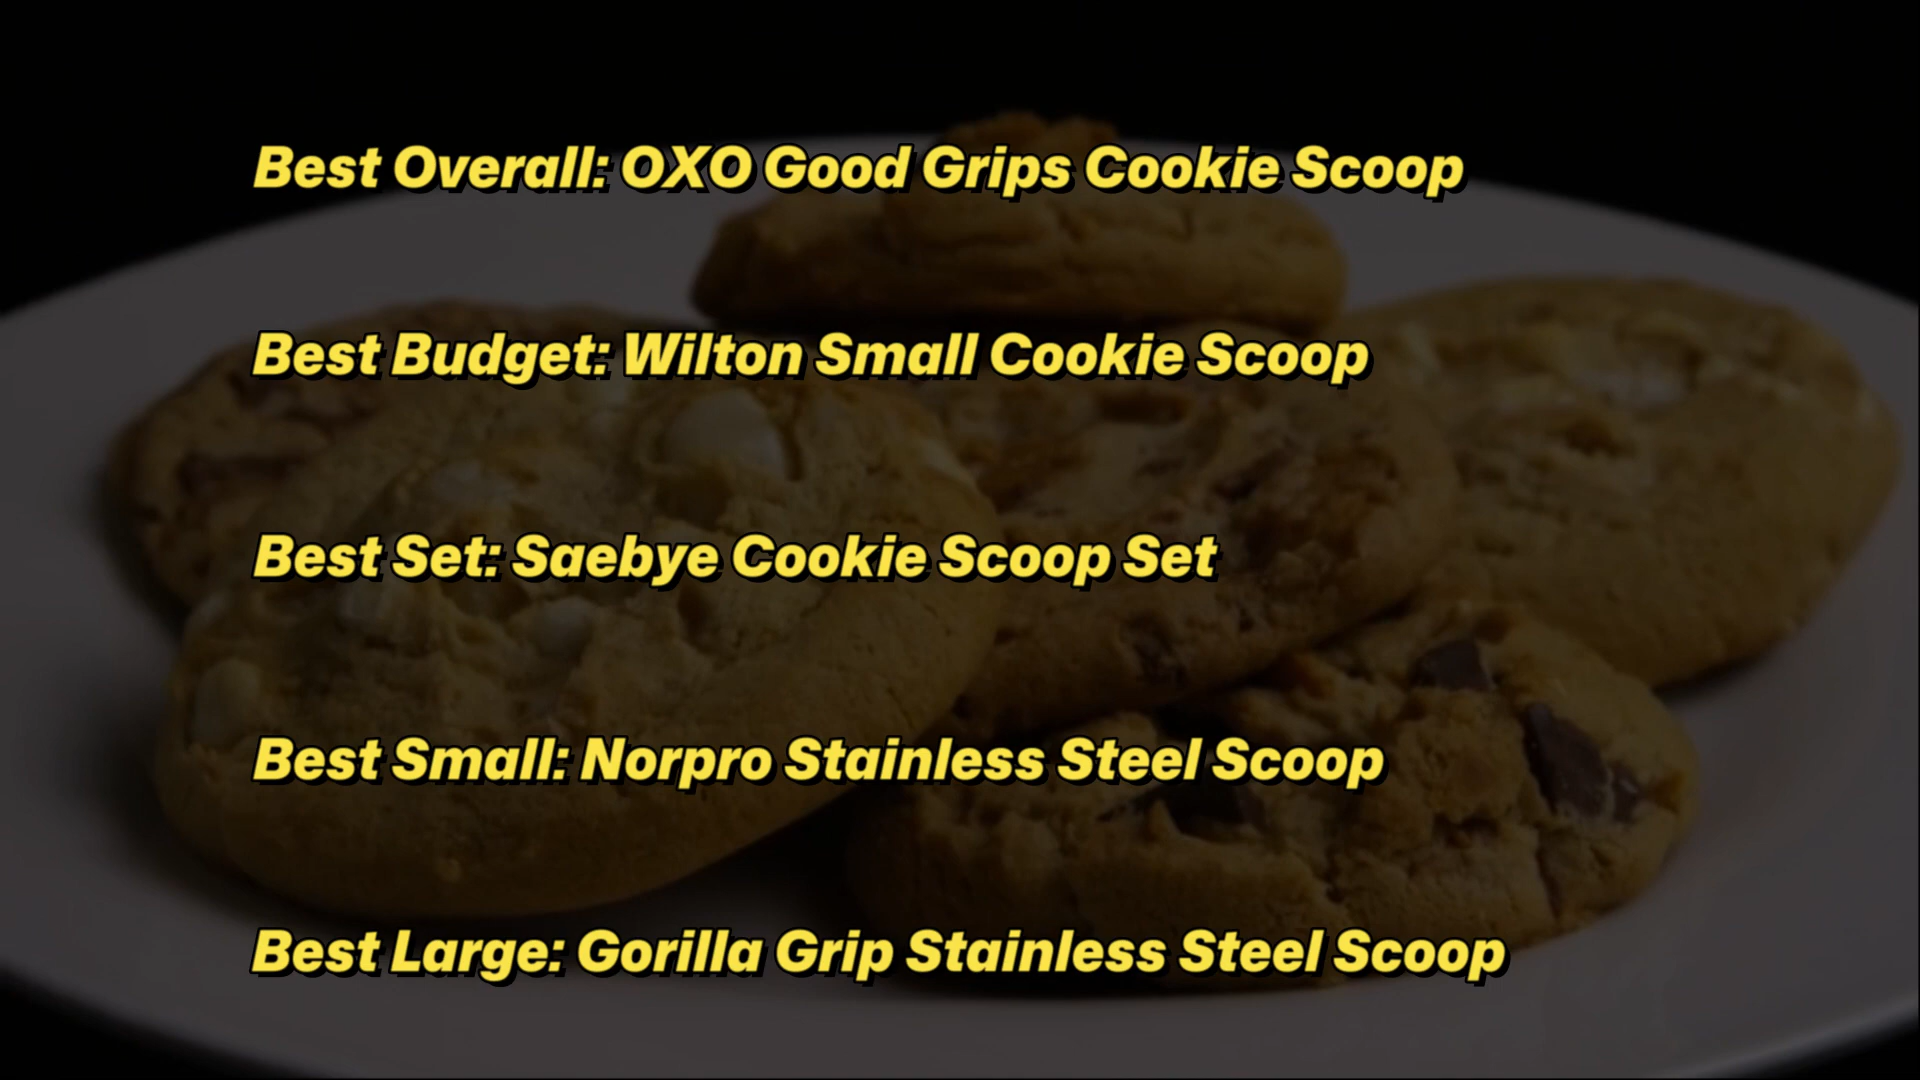 Best Overall: OXO Good Grips Cookie Scoop
Best Budget: Wilton Small Cookie Scoop
Best Set: Saebye Cookie Scoop Set
Best Small: Norpro Stainless Steel Scoop
Best Large: Gorilla Grip Stainless Steel Scoop